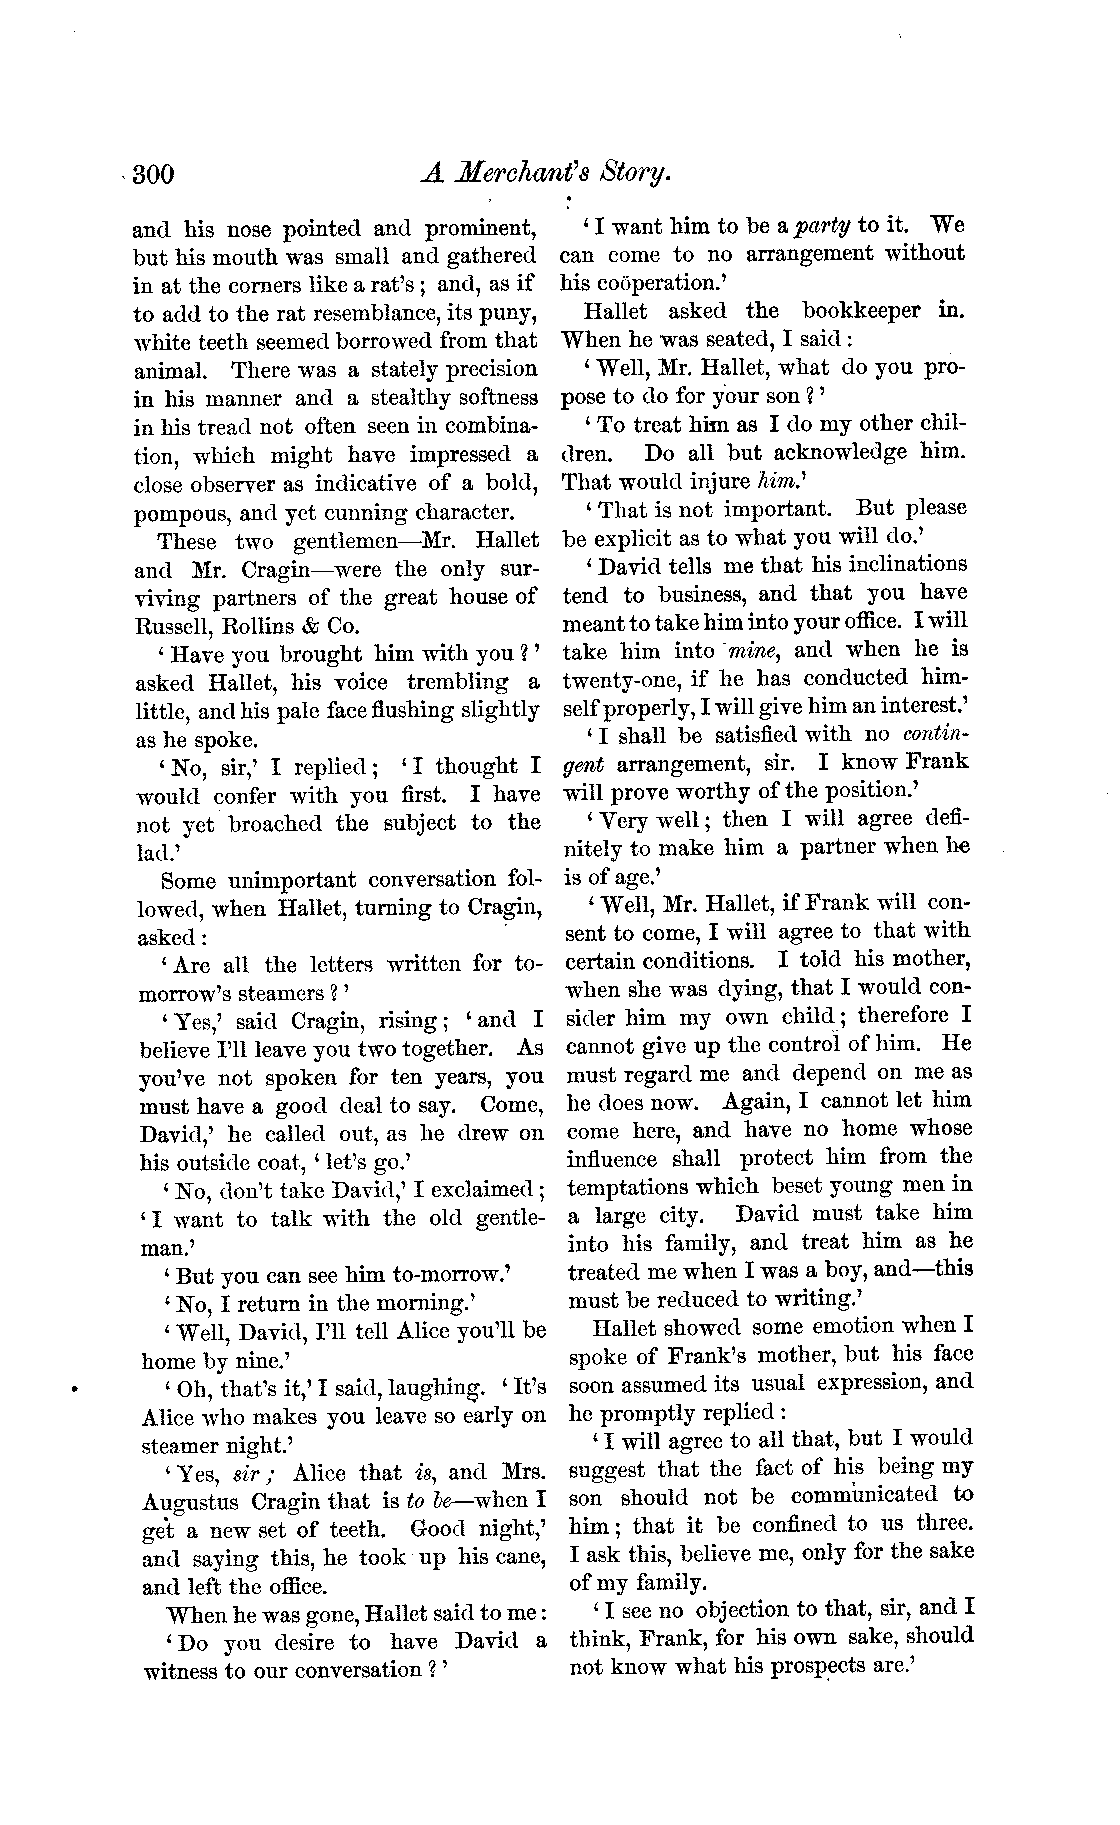 300
A Merchant's Story.
and his nose pointed and prominent,
but his mouth was small and gathered
in at the corners like a rat's; and, as if
to add to the rat resemblance, its puny,
white teeth seemed borrowed from that
animal. There was a stately precision
in his manner and a stealthy softness
in his tread not often seen in combina-
tion, which might have impressed a
close observer as indicative of a bold,
pompous, and yet cunning character.
These two gentlemen—Mr. Hallet
and Mr. Cragin—were the only sur-
viving partners of the great house of
Russell, Rollins & Co.
'Have you brought him with you?'
asked Hallet, his voice trembling a
little, and his pale face flushing slightly
as he spoke.
'No, sir,' I replied; 'I thought I
would confer with you first. I have
not yet broached the subject to the
lad.'
Some unimportant conversation fol-
lowed, when Hallet, turning to Cragin,
asked:
'Are all the letters written for to-
morrow's steamers?'
'Yes,' said Cragin, rising; 'and I
believe I'll leave you two together. As
you've not spoken for ten years, you
must have a good deal to say. Come,
David,' he called out, as he drew on
his outside coat, 'let's go.'
'No, don't take David,' I exclaimed;
'I want to talk with the old gentle-
man.'
'But you can see him to-morrow.'
'No, I return in the morning.'
'Well, David, I'll tell Alice you'll be
home by nine.'
'Oh, that's it,' I said, laughing. 'It's
Alice who makes you leave so early on
steamer night.'
'Yes, sir; Alice that is, and Mrs.
Augustus Cragin that is to be—when I
get a new set of teeth. Good night,'
and saying this, he took up his cane,
and left the office.
When he was gone, Hallet said to me:
'Do you desire to have David a
witness to our conversation?'
'I want him to be a party to it. We
can come to no arrangement without
his coöperation.'
Hallet asked the bookkeeper in.
When he was seated, I said:
'Well, Mr. Hallet, what do you pro-
pose to do for your son?'
'To treat him as I do my other chil-
dren. Do all but acknowledge him.
That would injure him.'
'That is not important. But please
be explicit as to what you will do.'
'David tells me that his inclinations
tend to business, and that you have
meant to take him into your office. I will
take him into mine, and when he is
twenty-one, if he has conducted him-
self properly, I will give him an interest.'
'I shall be satisfied with no contin-
gent arrangement, sir. I know Frank
will prove worthy of the position.'
'Very well; then I will agree defi-
nitely to make him a partner when he
is of age.'
'Well, Mr. Hallet, if Frank will con-
sent to come, I will agree to that with
certain conditions. I told his mother,
when she was dying, that I would con-
sider him my own child; therefore I
cannot give up the control of him. He
must regard me and depend on me as
he does now. Again, I cannot let him
come here, and have no home whose
influence shall protect him from the
temptations which beset young men in
a large city. David must take him
into his family, and treat him as he
treated me when I was a boy, and—this
must be reduced to writing.'
Hallet showed some emotion when I
spoke of Frank's mother, but his face
soon assumed its usual expression, and
he promptly replied:
'I will agree to all that, but I would
suggest that the fact of his being my
son should not be communicated to
him; that it be confined to us three.
I ask this, believe me, only for the sake
of my family.
'I see no objection to that, sir, and I
think, Frank, for his own sake, should
not know what his prospects are.'